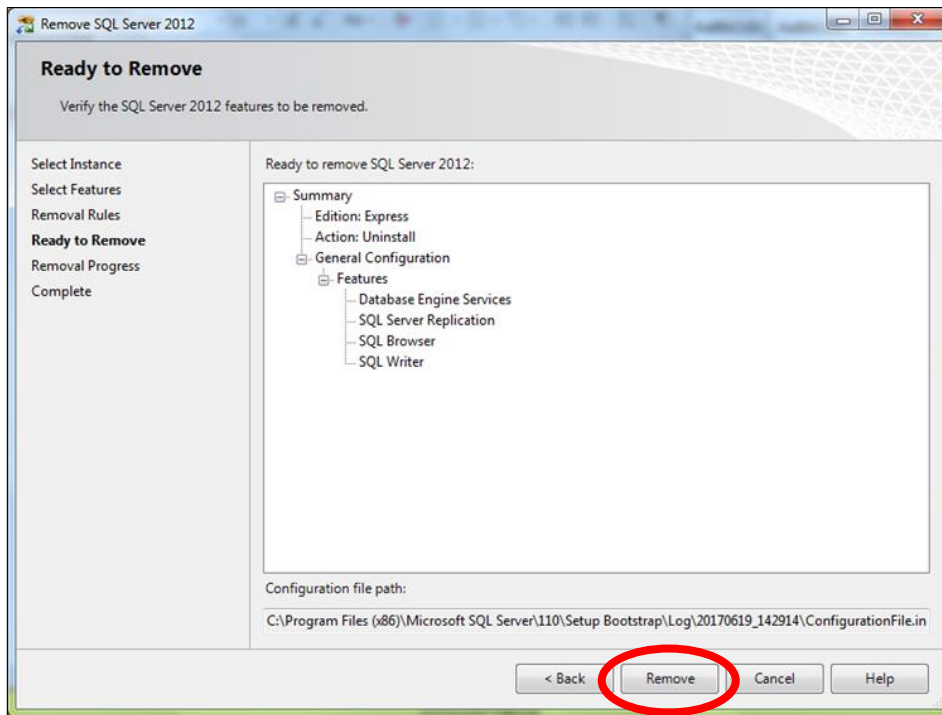 Remove SQL Server 2012
Ready to Remove
Verify the SQL Server 2012 features to be removed.
Select Instance
Select Features
Removal Rules
Ready to Remove
Removal Progress
Complete
Ready to remove SQL Server 2012:
Summary
Edition: Express
Action: Uninstall
General Configuration
Features
Database Engine Services
SQL Server Replication
SQL Browser
SQL Writer
Configuration file path:
C:\Program Files (x86)\Microsoft SQL Server\110\Setup Bootstrap\Log\20170619_142914\ConfigurationFile.in
< Back Remove Cancel Help